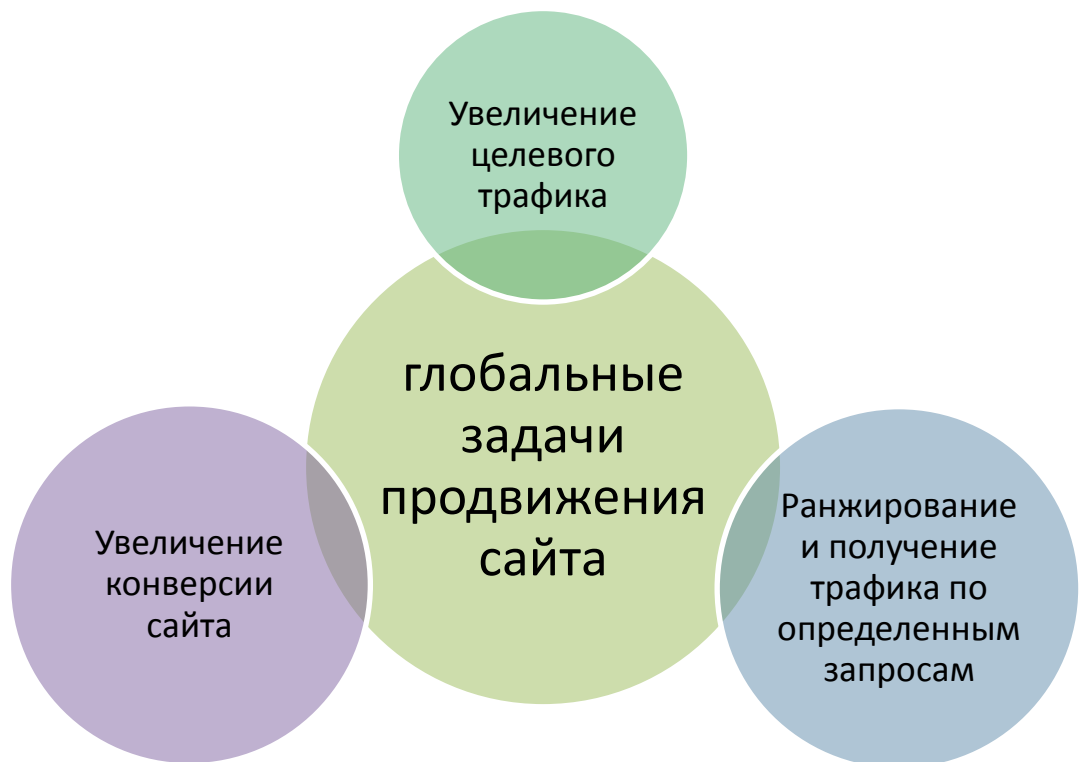 Увеличение
целевого
трафика
глобальные
задачи
продвижения
сайта
Увеличение
конверсии
сайта
Ранжирование
и получение
трафика по
определенным
запросам